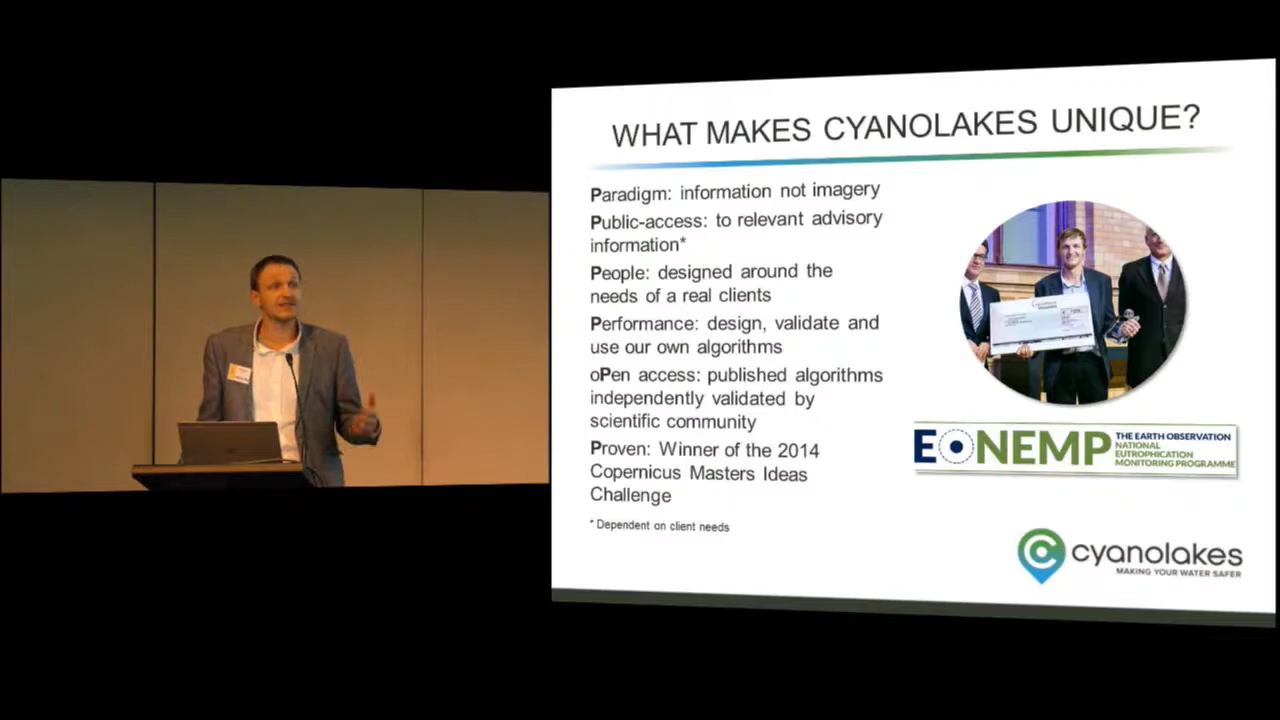 WHAT MAKES CYANOLAKES UNIQUE?
Paradigm: information not imagery
Public-access: to relevant advisory
information*
People: designed around the
needs of a real clients
Performance: design, validate and
use our own algorithms
oPen access: published algorithms
independently validated by
scientific community
Proven: Winner of the 2014
Copernicus Masters Ideas
Challenge
* Dependent on client needs
EONEMP
THE EARTH OBSERVATION
NATIONAL
EUTROPHICATION
MONITORING PROGRAMME
cyanolakes
MAKING YOUR WATER SAFER